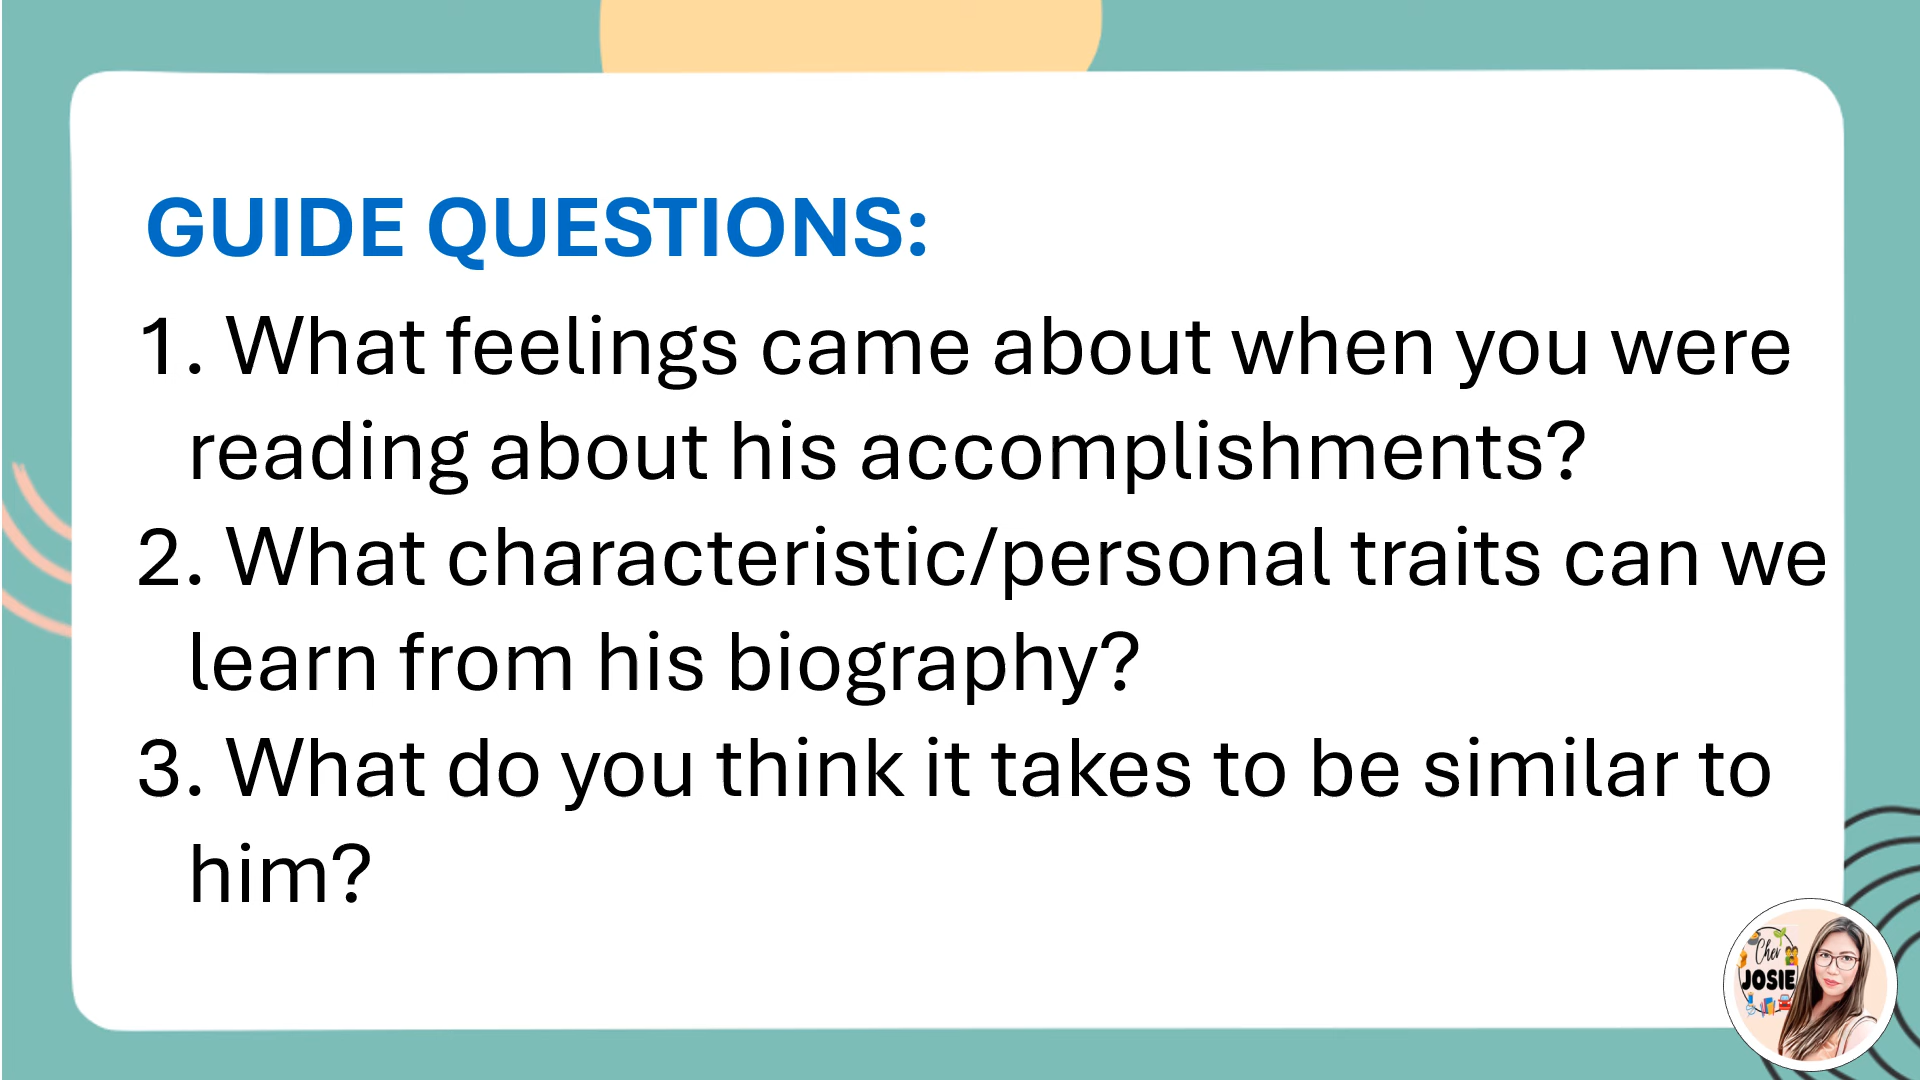 GUIDE QUESTIONS:
1. What feelings came about when you were
reading about his accomplishments?
2. What characteristic/personal traits can we
learn from his biography?
3. What do you think it takes to be similar to
him?
Cher
JOSIE